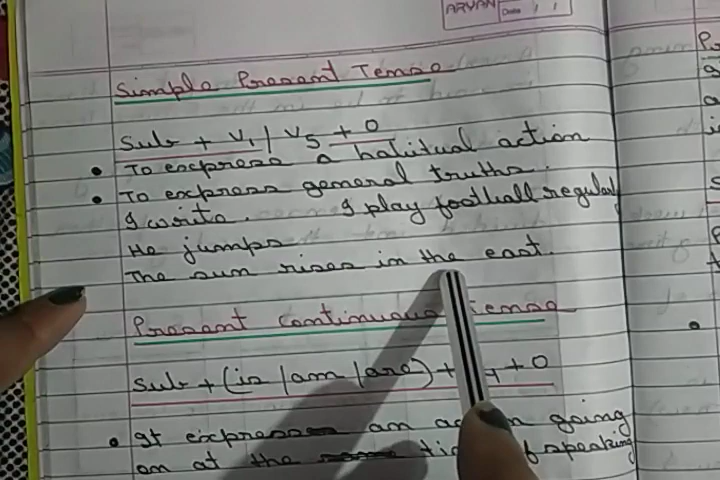 ARYAN Date
Simple Present Tense
Sub + V1 | V5 + O
• To express a habitual action
• To express general truths.
I write. I play football regularly
He jumps
The sun rises in the east.
Present Continuous Tense
Sub + (is | am | are) + + O
• It express an going
on at the speaking